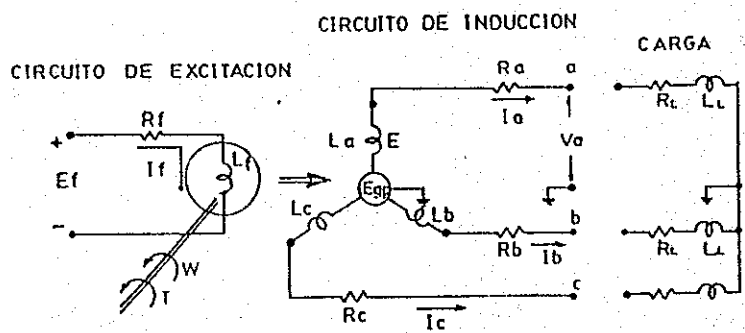 CIRCUITO DE INDUCCION
CARGA
CIRCUITO DE EXCITACION
Ra a
RL LL
Rf
Ia
+
La E
Va
If Lf
Ef
Egp
Lc Lb
b
-
Rb Ib
RL LL
W
T
c
Rc Ic